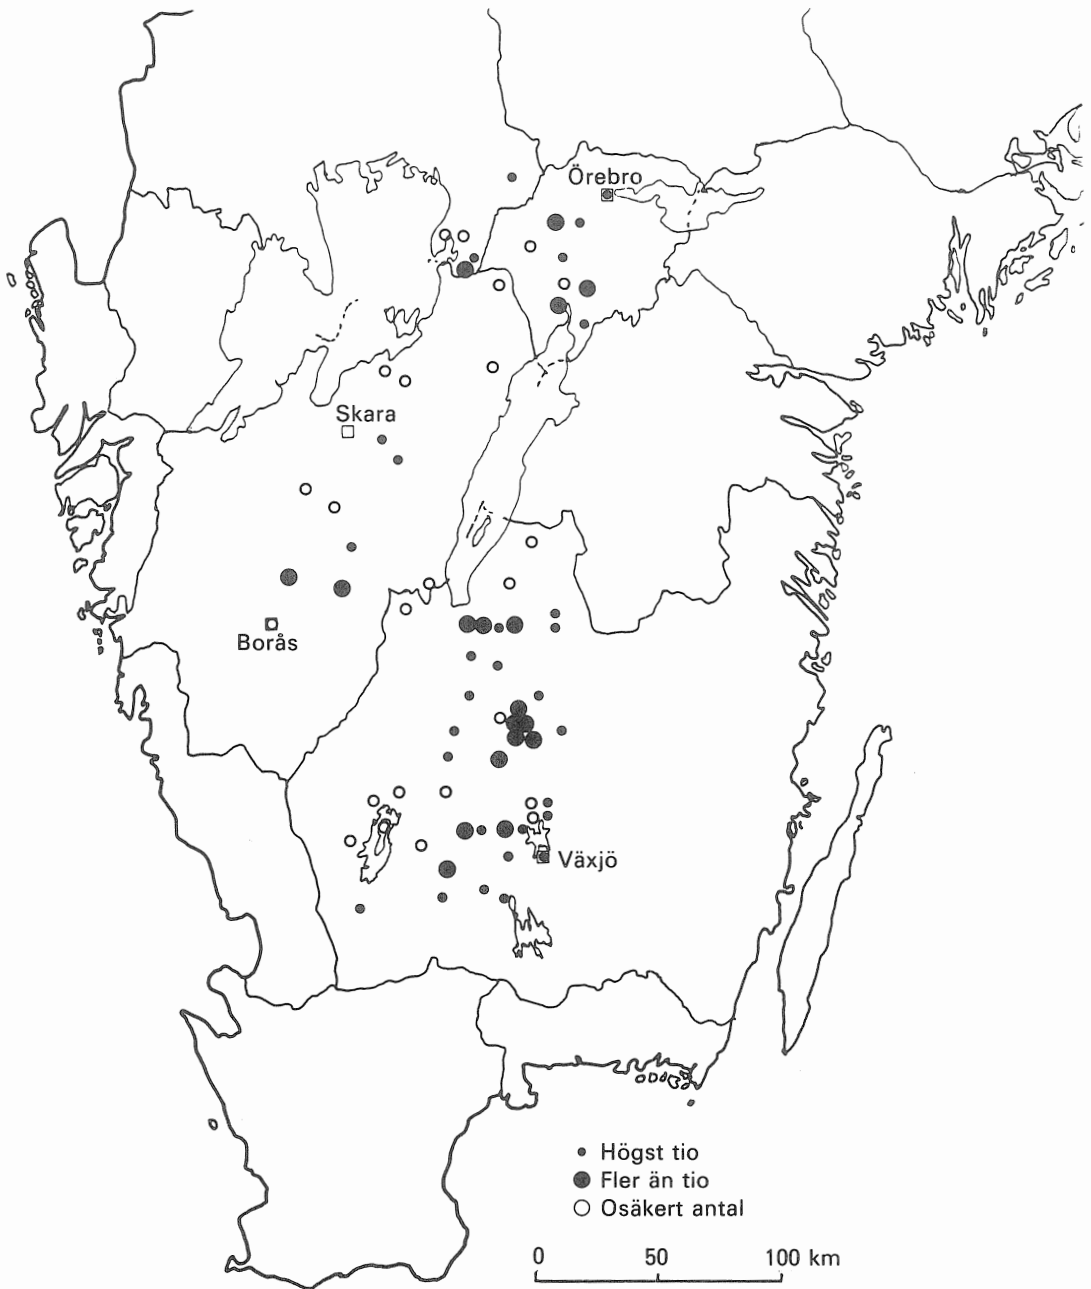 Örebro
Skara
Borås
Växjö
Högst tio
Fler än tio
Osäkert antal
0 50 100 km